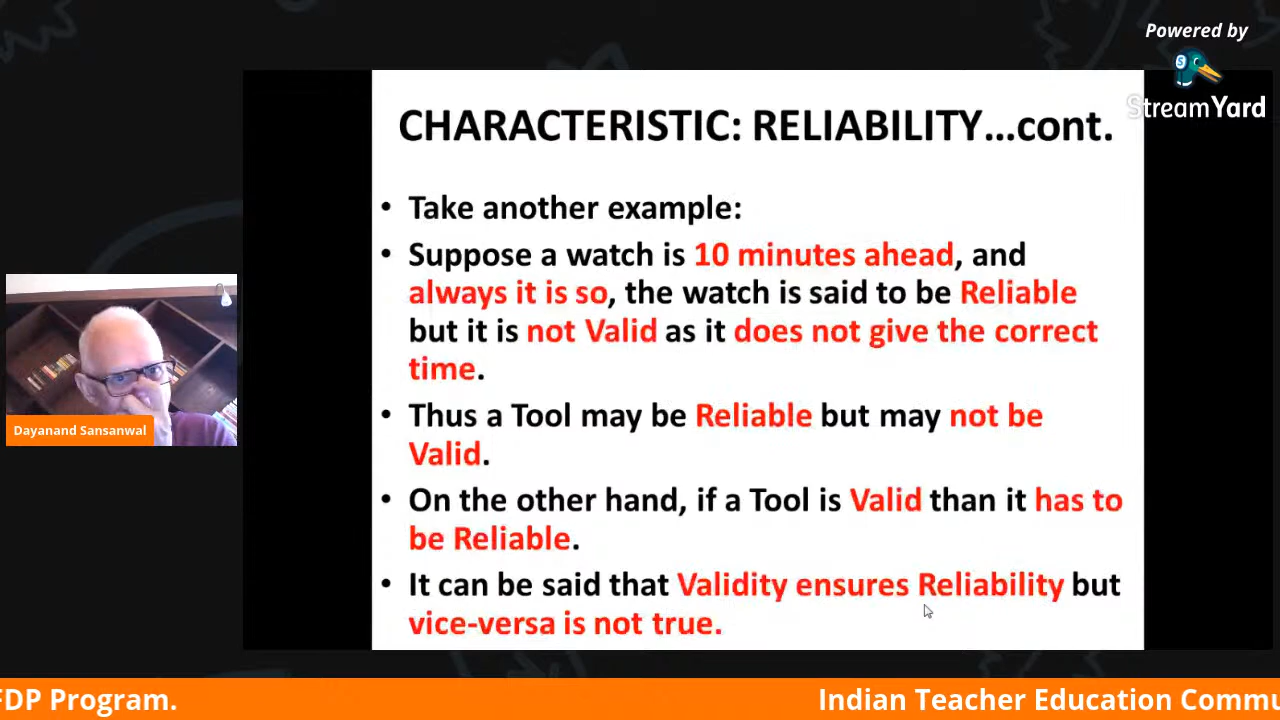 Powered by
StreamYard
CHARACTERISTIC: RELIABILITY...cont.
• Take another example:
• Suppose a watch is 10 minutes ahead, and
always it is so, the watch is said to be Reliable
but it is not Valid as it does not give the correct
time.
• Thus a Tool may be Reliable but may not be
Valid.
• On the other hand, if a Tool is Valid than it has to
be Reliable.
• It can be said that Validity ensures Reliability but
vice-versa is not true.
Dayanand Sansanwal
FDP Program.
Indian Teacher Education Commu